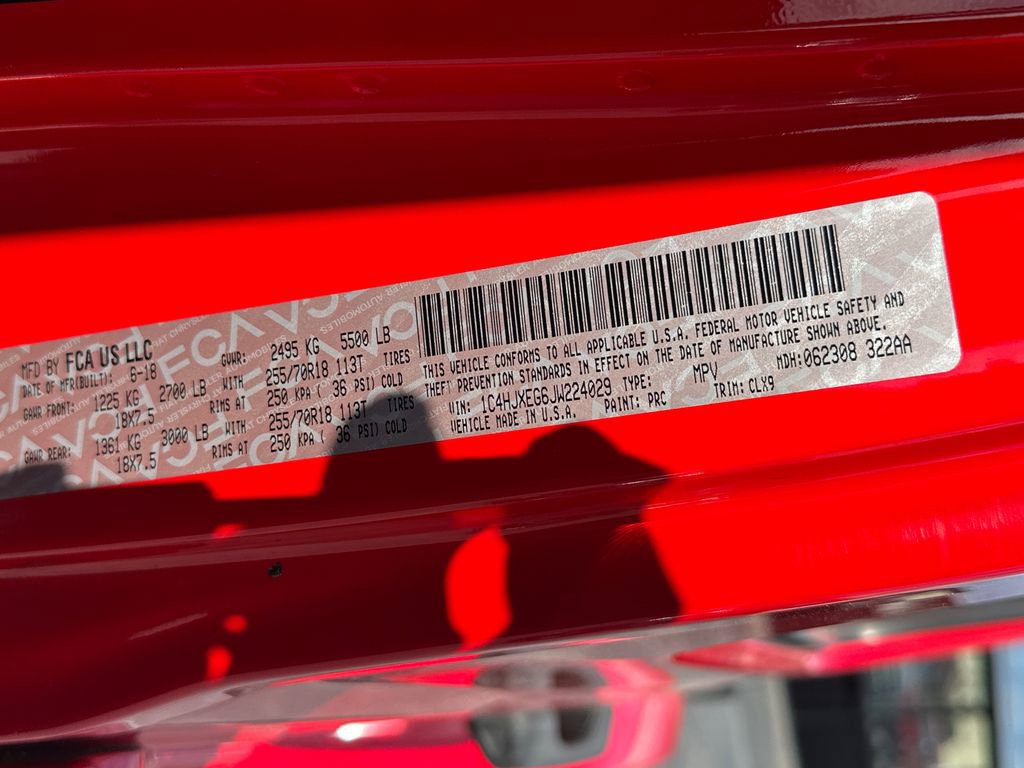 MFD BY FCA US LLC
DATE OF MFR(BUILT): 6-18 GVWR: 2495 KG 5500 LB
GAWR FRONT: 1225 KG 2700 LB WITH 255/70R18 113T TIRES
18X7.5 RIMS AT 250 KPA ( 36 PSI) COLD
GAWR REAR: 1361 KG 3000 LB WITH 255/70R18 113T TIRES
18X7.5 RIMS AT 250 KPA ( 36 PSI) COLD
THIS VEHICLE CONFORMS TO ALL APPLICABLE U.S.A. FEDERAL MOTOR VEHICLE SAFETY AND
THEFT PREVENTION STANDARDS IN EFFECT ON THE DATE OF MANUFACTURE SHOWN ABOVE.
VIN: 1C4HJXEG6JW224029 TYPE: MPV MDH:062308 322AA
VEHICLE MADE IN U.S.A. PAINT: PRC TRIM: CLX9